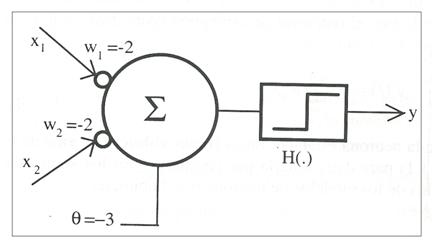 x1
w1 =-2
Σ
w2 =-2
x2
H(.)
y
θ =-3